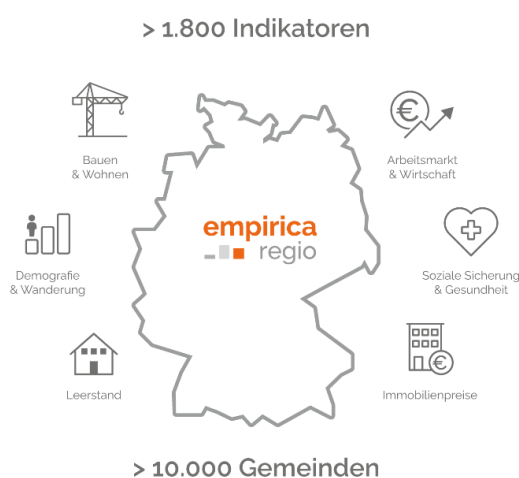 > 1.800 Indikatoren
Bauen
& Wohnen
Arbeitsmarkt
& Wirtschaft
empirica
regio
Demografie
& Wanderung
Soziale Sicherung
& Gesundheit
Leerstand
Immobilienpreise
> 10.000 Gemeinden